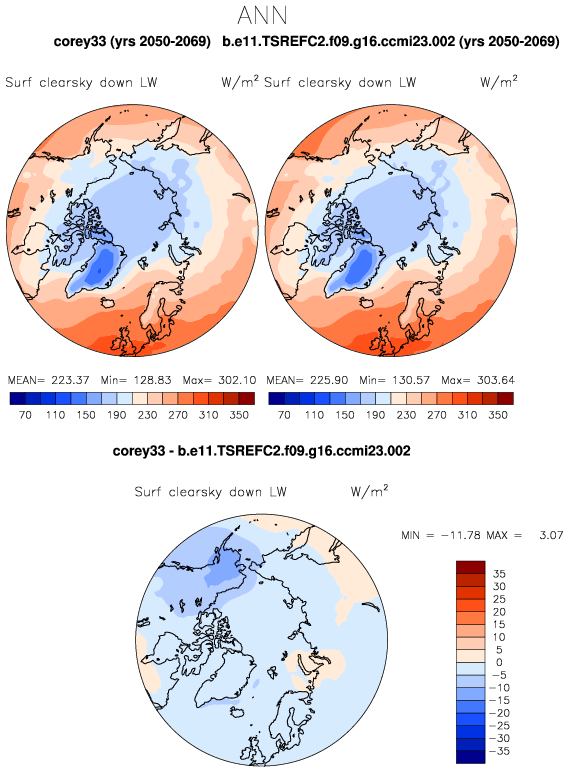 ANN
corey33 (yrs 2050-2069) b.e11.TSREFC2.f09.g16.ccmi23.002 (yrs 2050-2069)
Surf clearsky down LW W/m² Surf clearsky down LW W/m²
MEAN= 223.37 Min= 128.83 Max= 302.10 MEAN= 225.90 Min= 130.57 Max= 303.64
70 110 150 190 230 270 310 350 70 110 150 190 230 270 310 350
corey33 - b.e11.TSREFC2.f09.g16.ccmi23.002
Surf clearsky down LW W/m²
MIN = −11.78 MAX = 3.07
35
30
25
20
15
10
5
0
−5
−10
−15
−20
−25
−30
−35